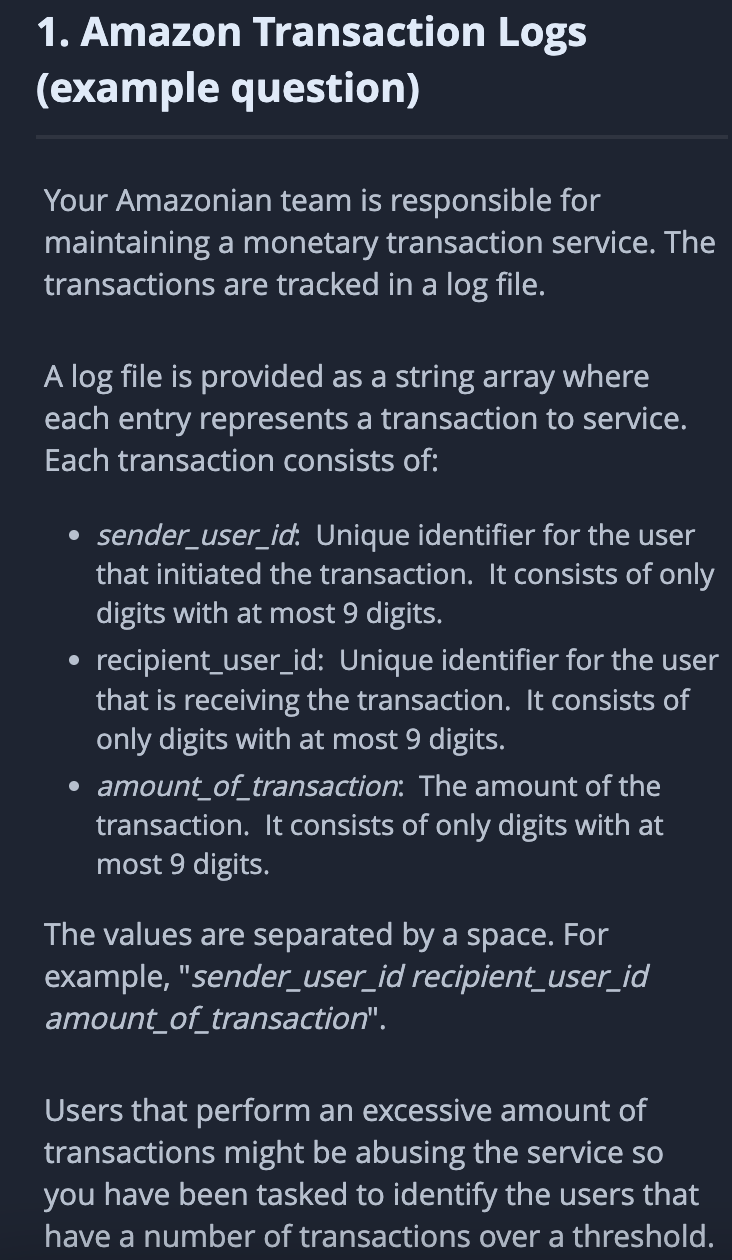 1. Amazon Transaction Logs
(example question)
Your Amazonian team is responsible for
maintaining a monetary transaction service. The
transactions are tracked in a log file.
A log file is provided as a string array where
each entry represents a transaction to service.
Each transaction consists of:
• sender_user_id: Unique identifier for the user
that initiated the transaction. It consists of only
digits with at most 9 digits.
• recipient_user_id: Unique identifier for the user
that is receiving the transaction. It consists of
only digits with at most 9 digits.
• amount_of_transaction: The amount of the
transaction. It consists of only digits with at
most 9 digits.
The values are separated by a space. For
example, "sender_user_id recipient_user_id
amount_of_transaction".
Users that perform an excessive amount of
transactions might be abusing the service so
you have been tasked to identify the users that
have a number of transactions over a threshold.